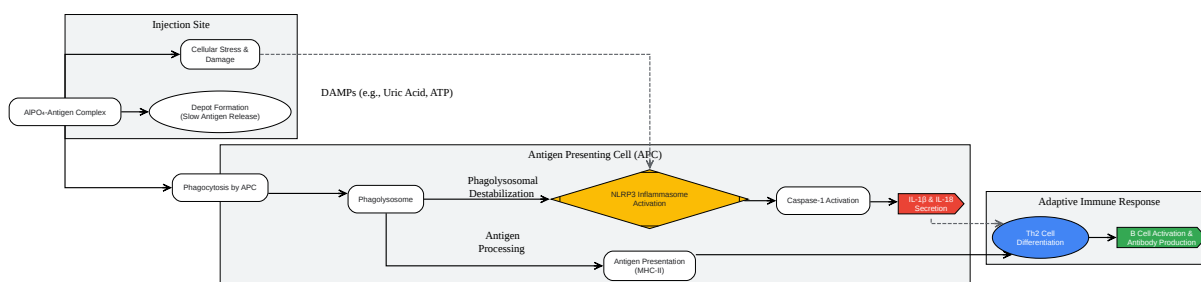 Injection Site
Cellular Stress &
Damage
DAMPs (e.g., Uric Acid, ATP)
AlPO₄-Antigen Complex
Depot Formation
(Slow Antigen Release)
Antigen Presenting Cell (APC)
Phagocytosis by APC
Phagolysosome
Phagolysosomal
Destabilization
NLRP3 Inflammasome
Activation
Caspase-1 Activation
IL-1β & IL-18
Secretion
Antigen
Processing
Antigen Presentation
(MHC-II)
Adaptive Immune Response
Th2 Cell
Differentiation
B Cell Activation &
Antibody Production